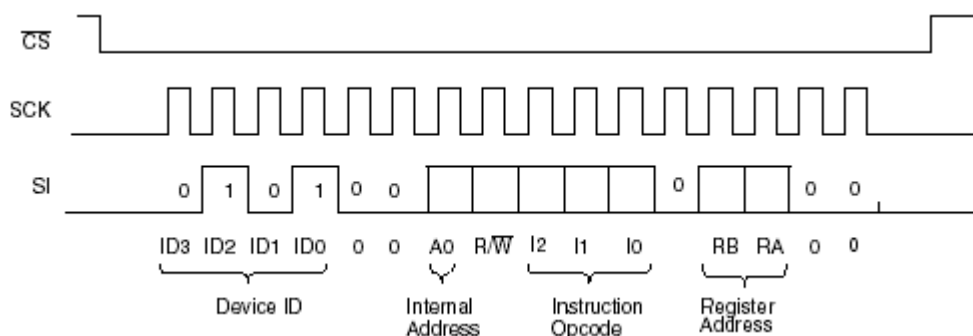 CS
SCK
SI
0 1 0 1 0 0 0 0 0
ID3 ID2 ID1 ID0 0 0 A0 R/W I2 I1 I0 RB RA 0 0
Device ID
Internal
Address
Instruction
Opcode
Register
Address